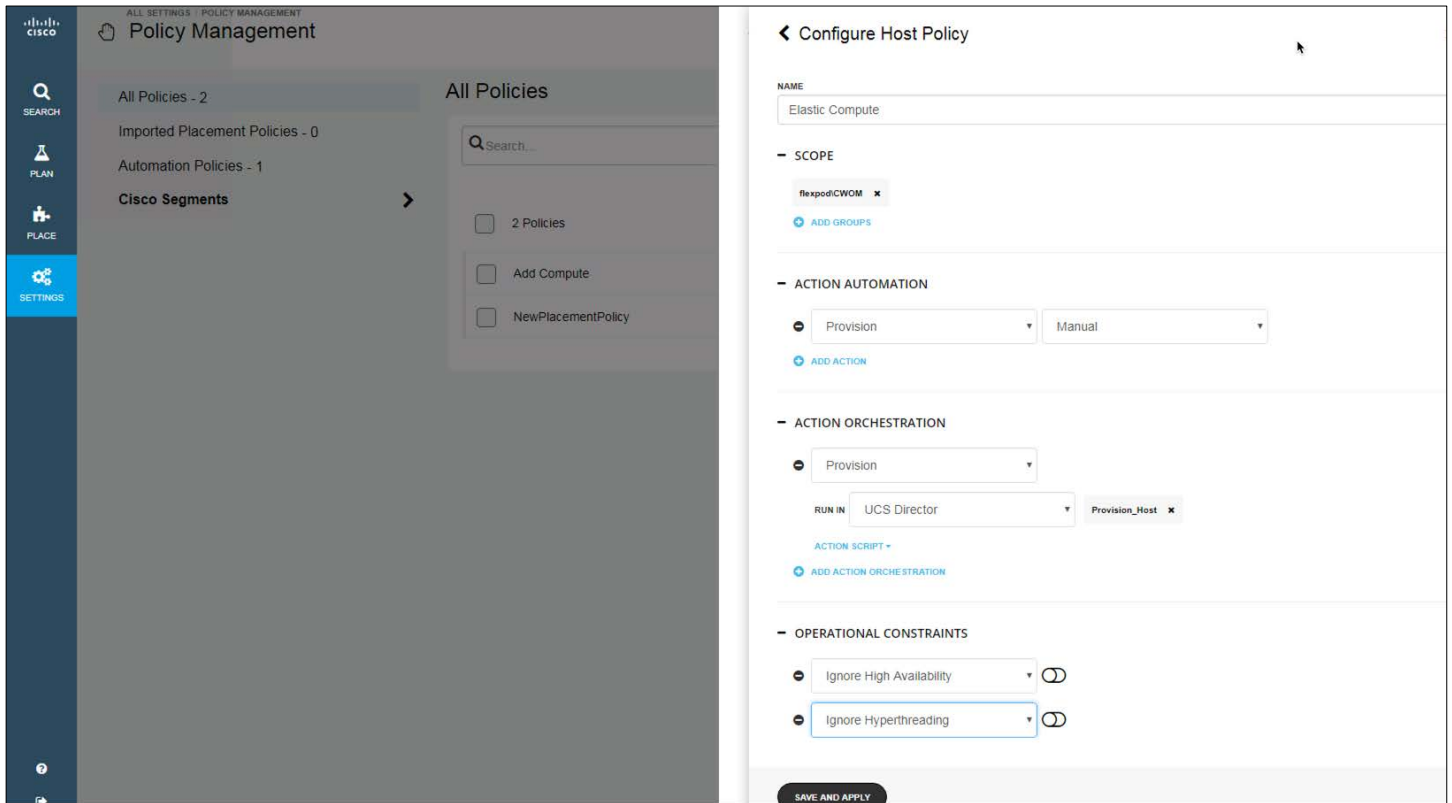 CISCO
SEARCH
PLAN
PLACE
SETTINGS
ALL SETTINGS | POLICY MANAGEMENT
Policy Management
All Policies - 2
Imported Placement Policies - 0
Automation Policies - 1
Cisco Segments
All Policies
Search...
2 Policies
Add Compute
NewPlacementPolicy
Configure Host Policy
NAME
Elastic Compute
SCOPE
flexpod\CWOM
ADD GROUPS
ACTION AUTOMATION
Provision Manual
ADD ACTION
ACTION ORCHESTRATION
Provision
RUN IN UCS Director Provision_Host
ACTION SCRIPT
ADD ACTION ORCHESTRATION
OPERATIONAL CONSTRAINTS
Ignore High Availability
Ignore Hyperthreading
SAVE AND APPLY